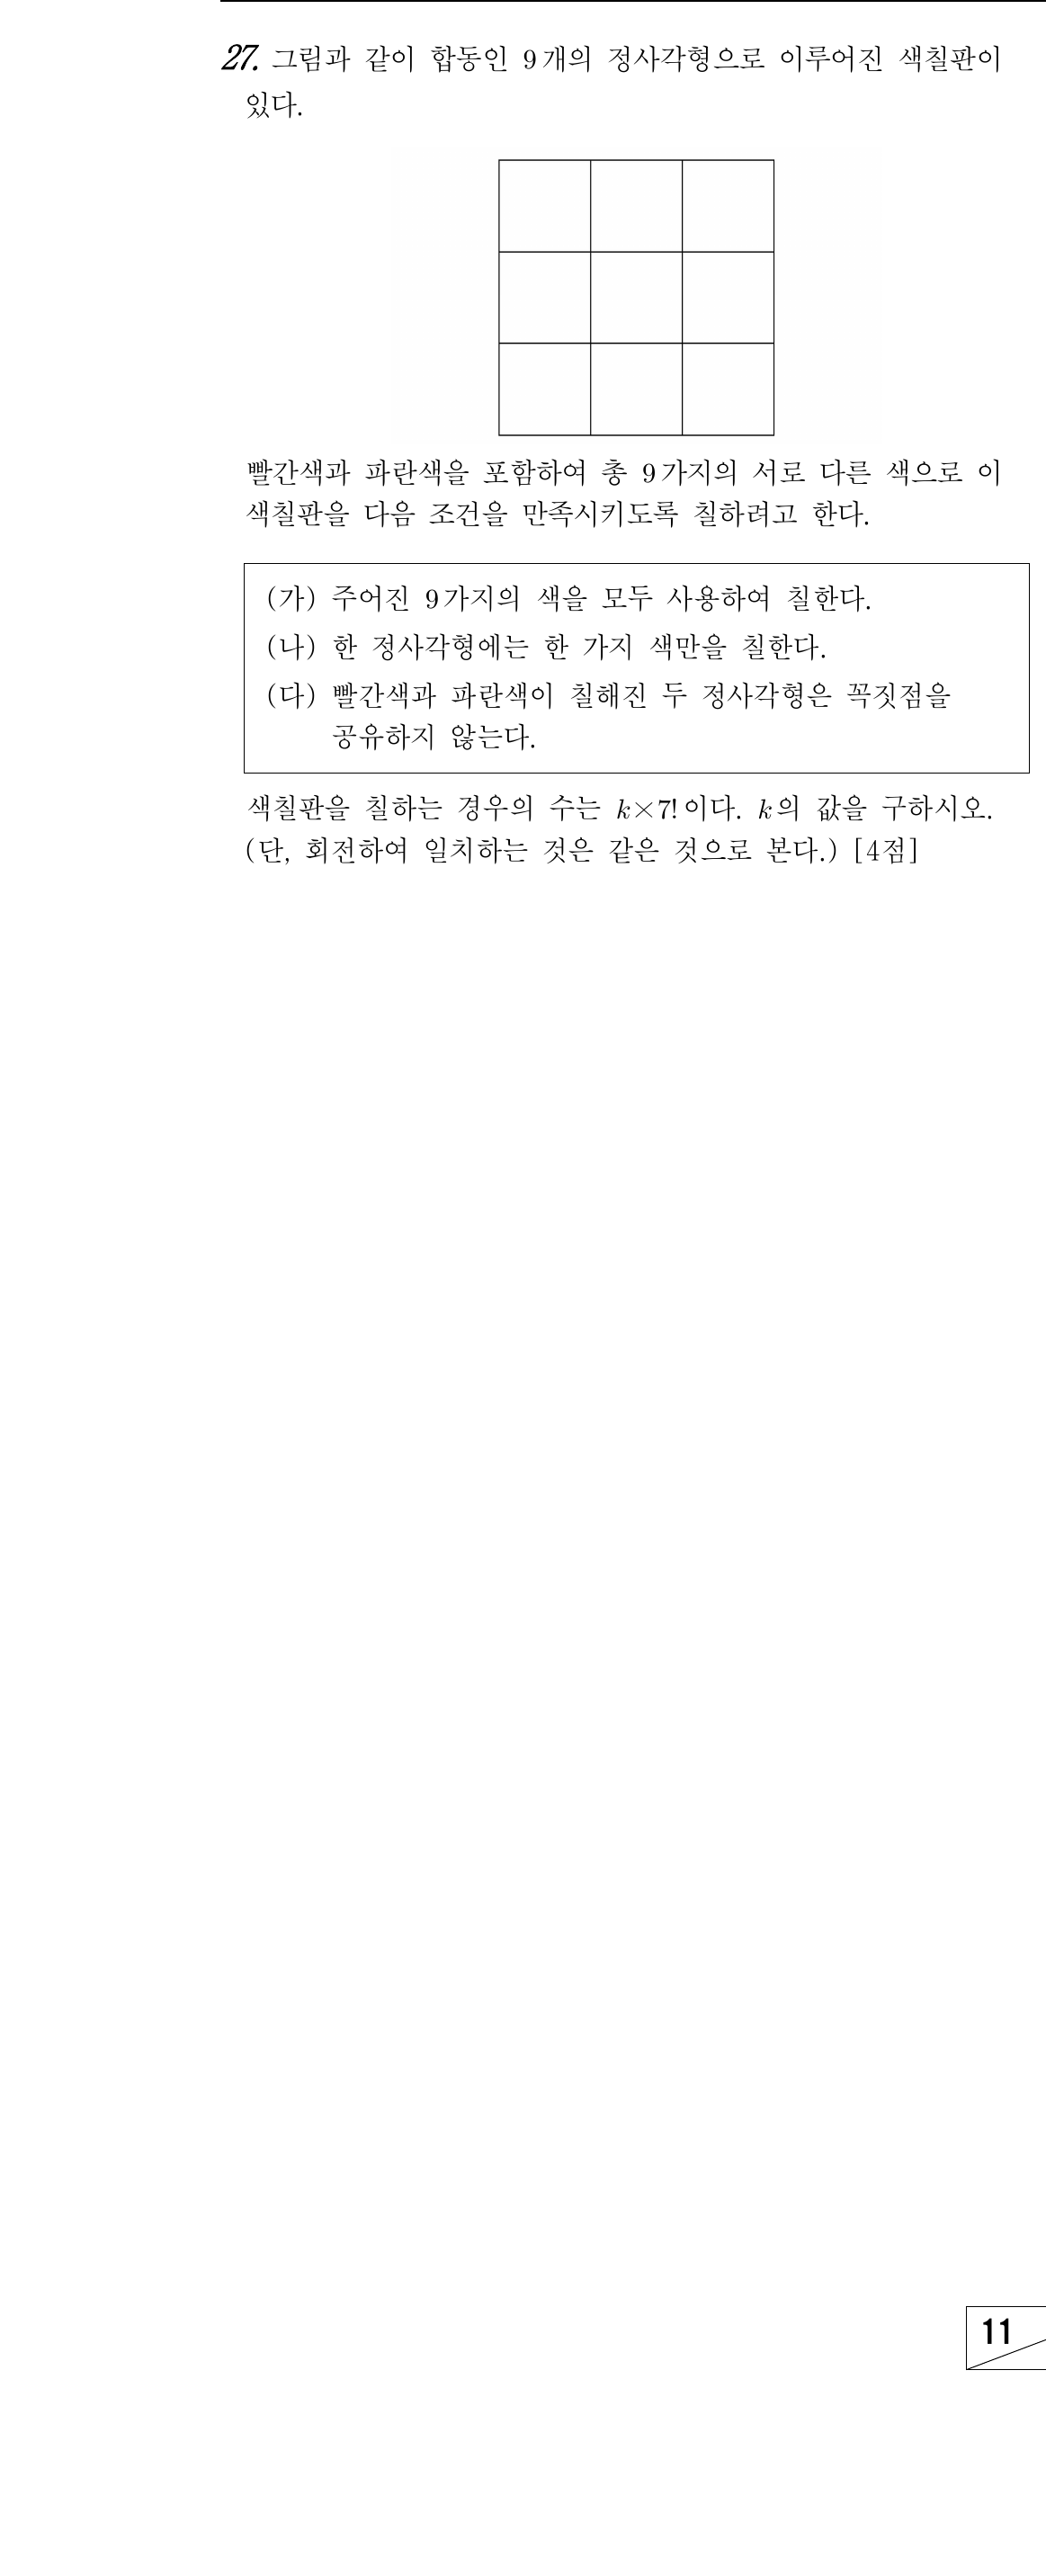 27. 그림과 같이 합동인 9개의 정사각형으로 이루어진 색칠판이
있다.
빨간색과 파란색을 포함하여 총 9가지의 서로 다른 색으로 이
색칠판을 다음 조건을 만족시키도록 칠하려고 한다.
(가) 주어진 9가지의 색을 모두 사용하여 칠한다.
(나) 한 정사각형에는 한 가지 색만을 칠한다.
(다) 빨간색과 파란색이 칠해진 두 정사각형은 꼭짓점을
공유하지 않는다.
색칠판을 칠하는 경우의 수는 k×7!이다. k의 값을 구하시오.
(단, 회전하여 일치하는 것은 같은 것으로 본다.) [4점]
11